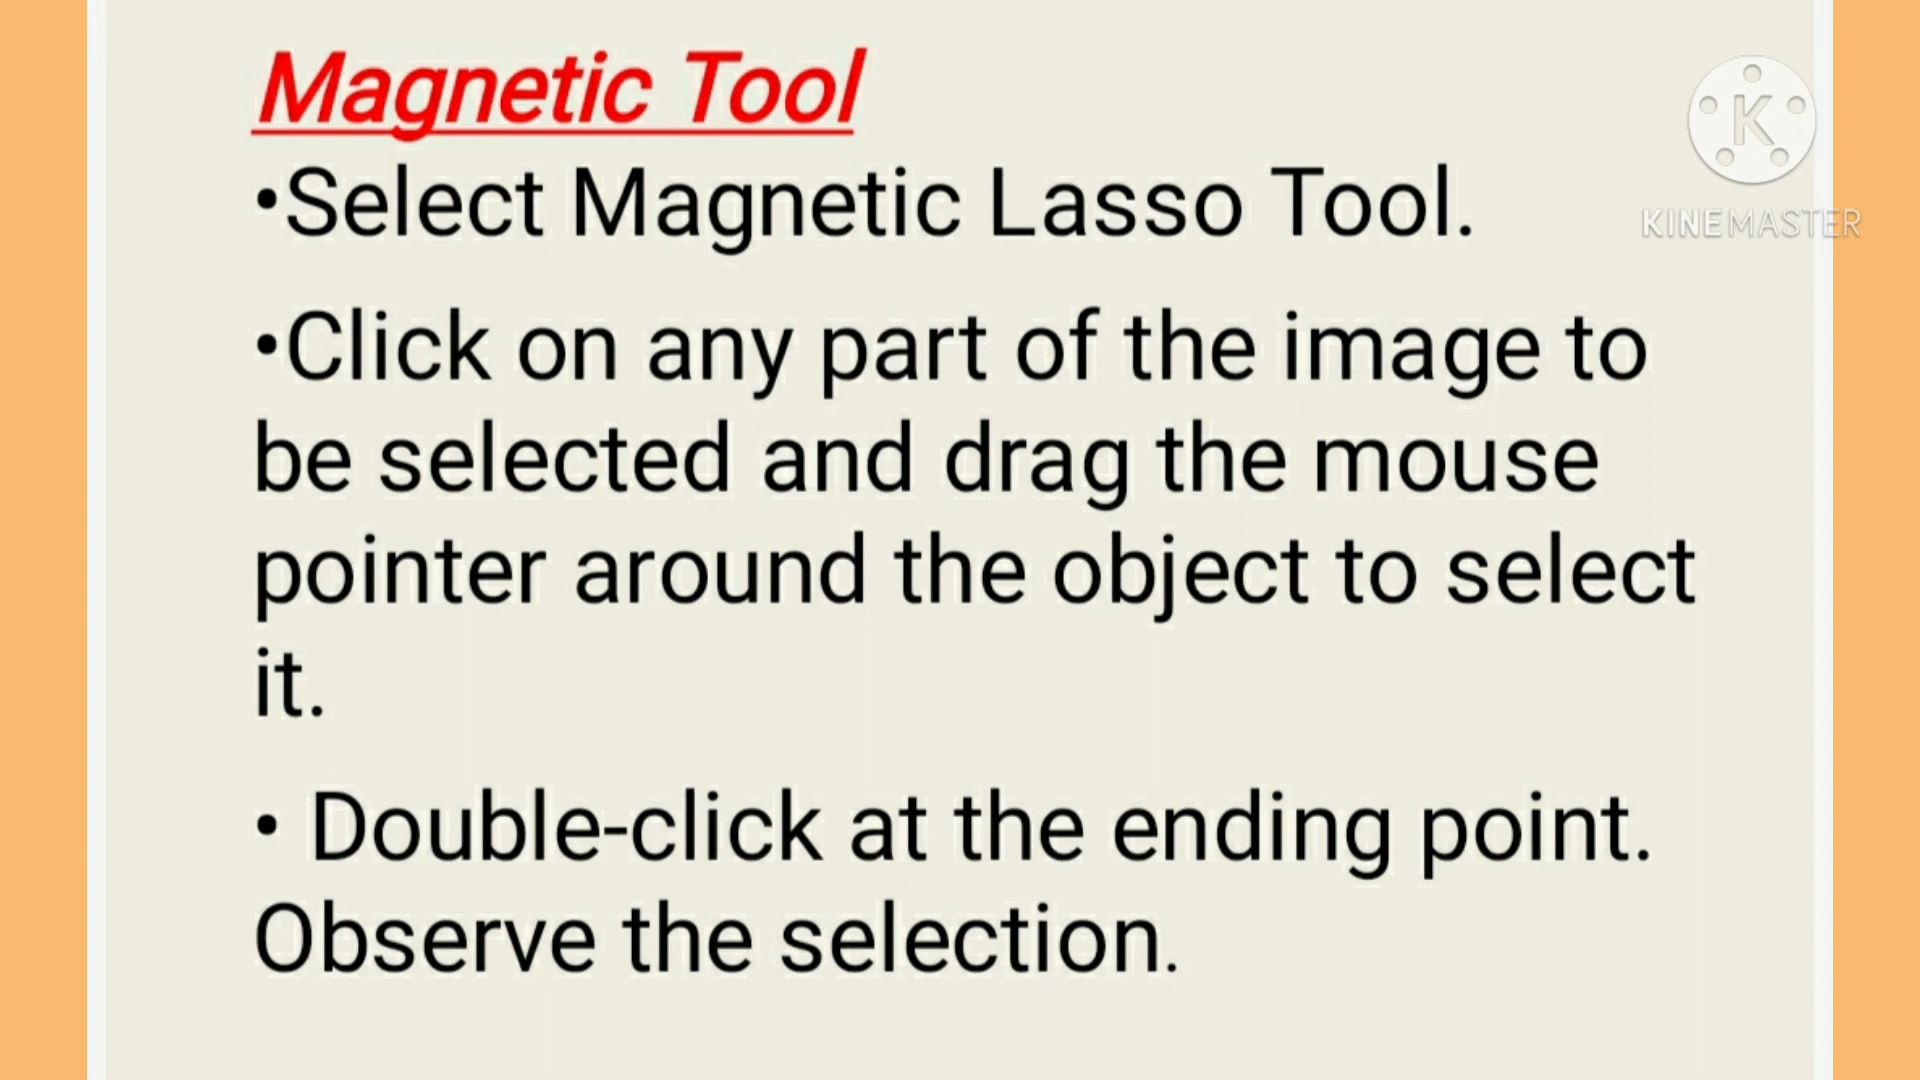 Magnetic Tool
•Select Magnetic Lasso Tool.
•Click on any part of the image to
be selected and drag the mouse
pointer around the object to select
it.
• Double-click at the ending point.
Observe the selection.
K
KINEMASTER